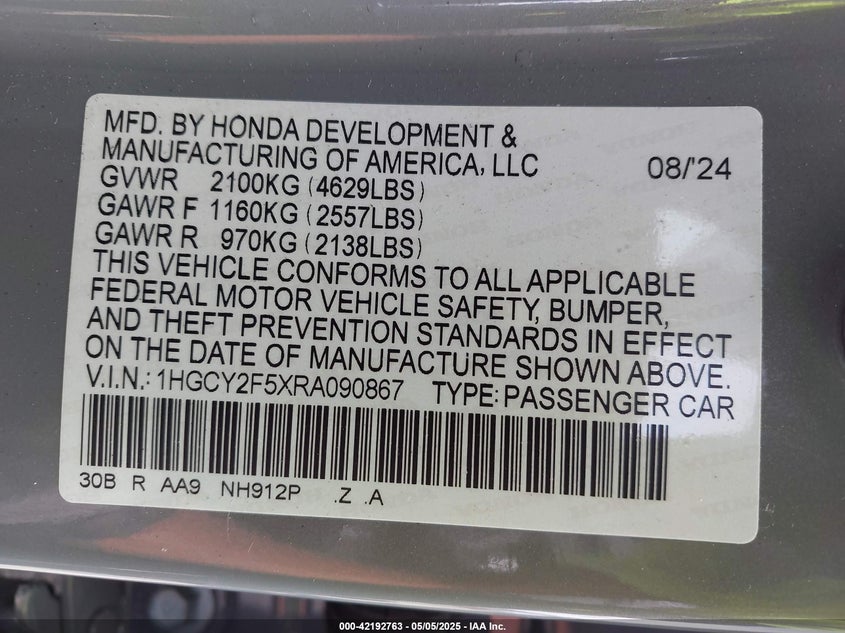 MFD. BY HONDA DEVELOPMENT &
MANUFACTURING OF AMERICA, LLC 08/'24
GVWR 2100KG (4629LBS)
GAWR F 1160KG (2557LBS)
GAWR R 970KG (2138LBS)
THIS VEHICLE CONFORMS TO ALL APPLICABLE
FEDERAL MOTOR VEHICLE SAFETY, BUMPER,
AND THEFT PREVENTION STANDARDS IN EFFECT
ON THE DATE OF MANUFACTURE SHOWN ABOVE.
V.I.N.: 1HGCY2F5XRA090867 TYPE: PASSENGER CAR
30B R AA9 NH912P .Z .A
000-42192763 - 05/05/2025 - IAA Inc.